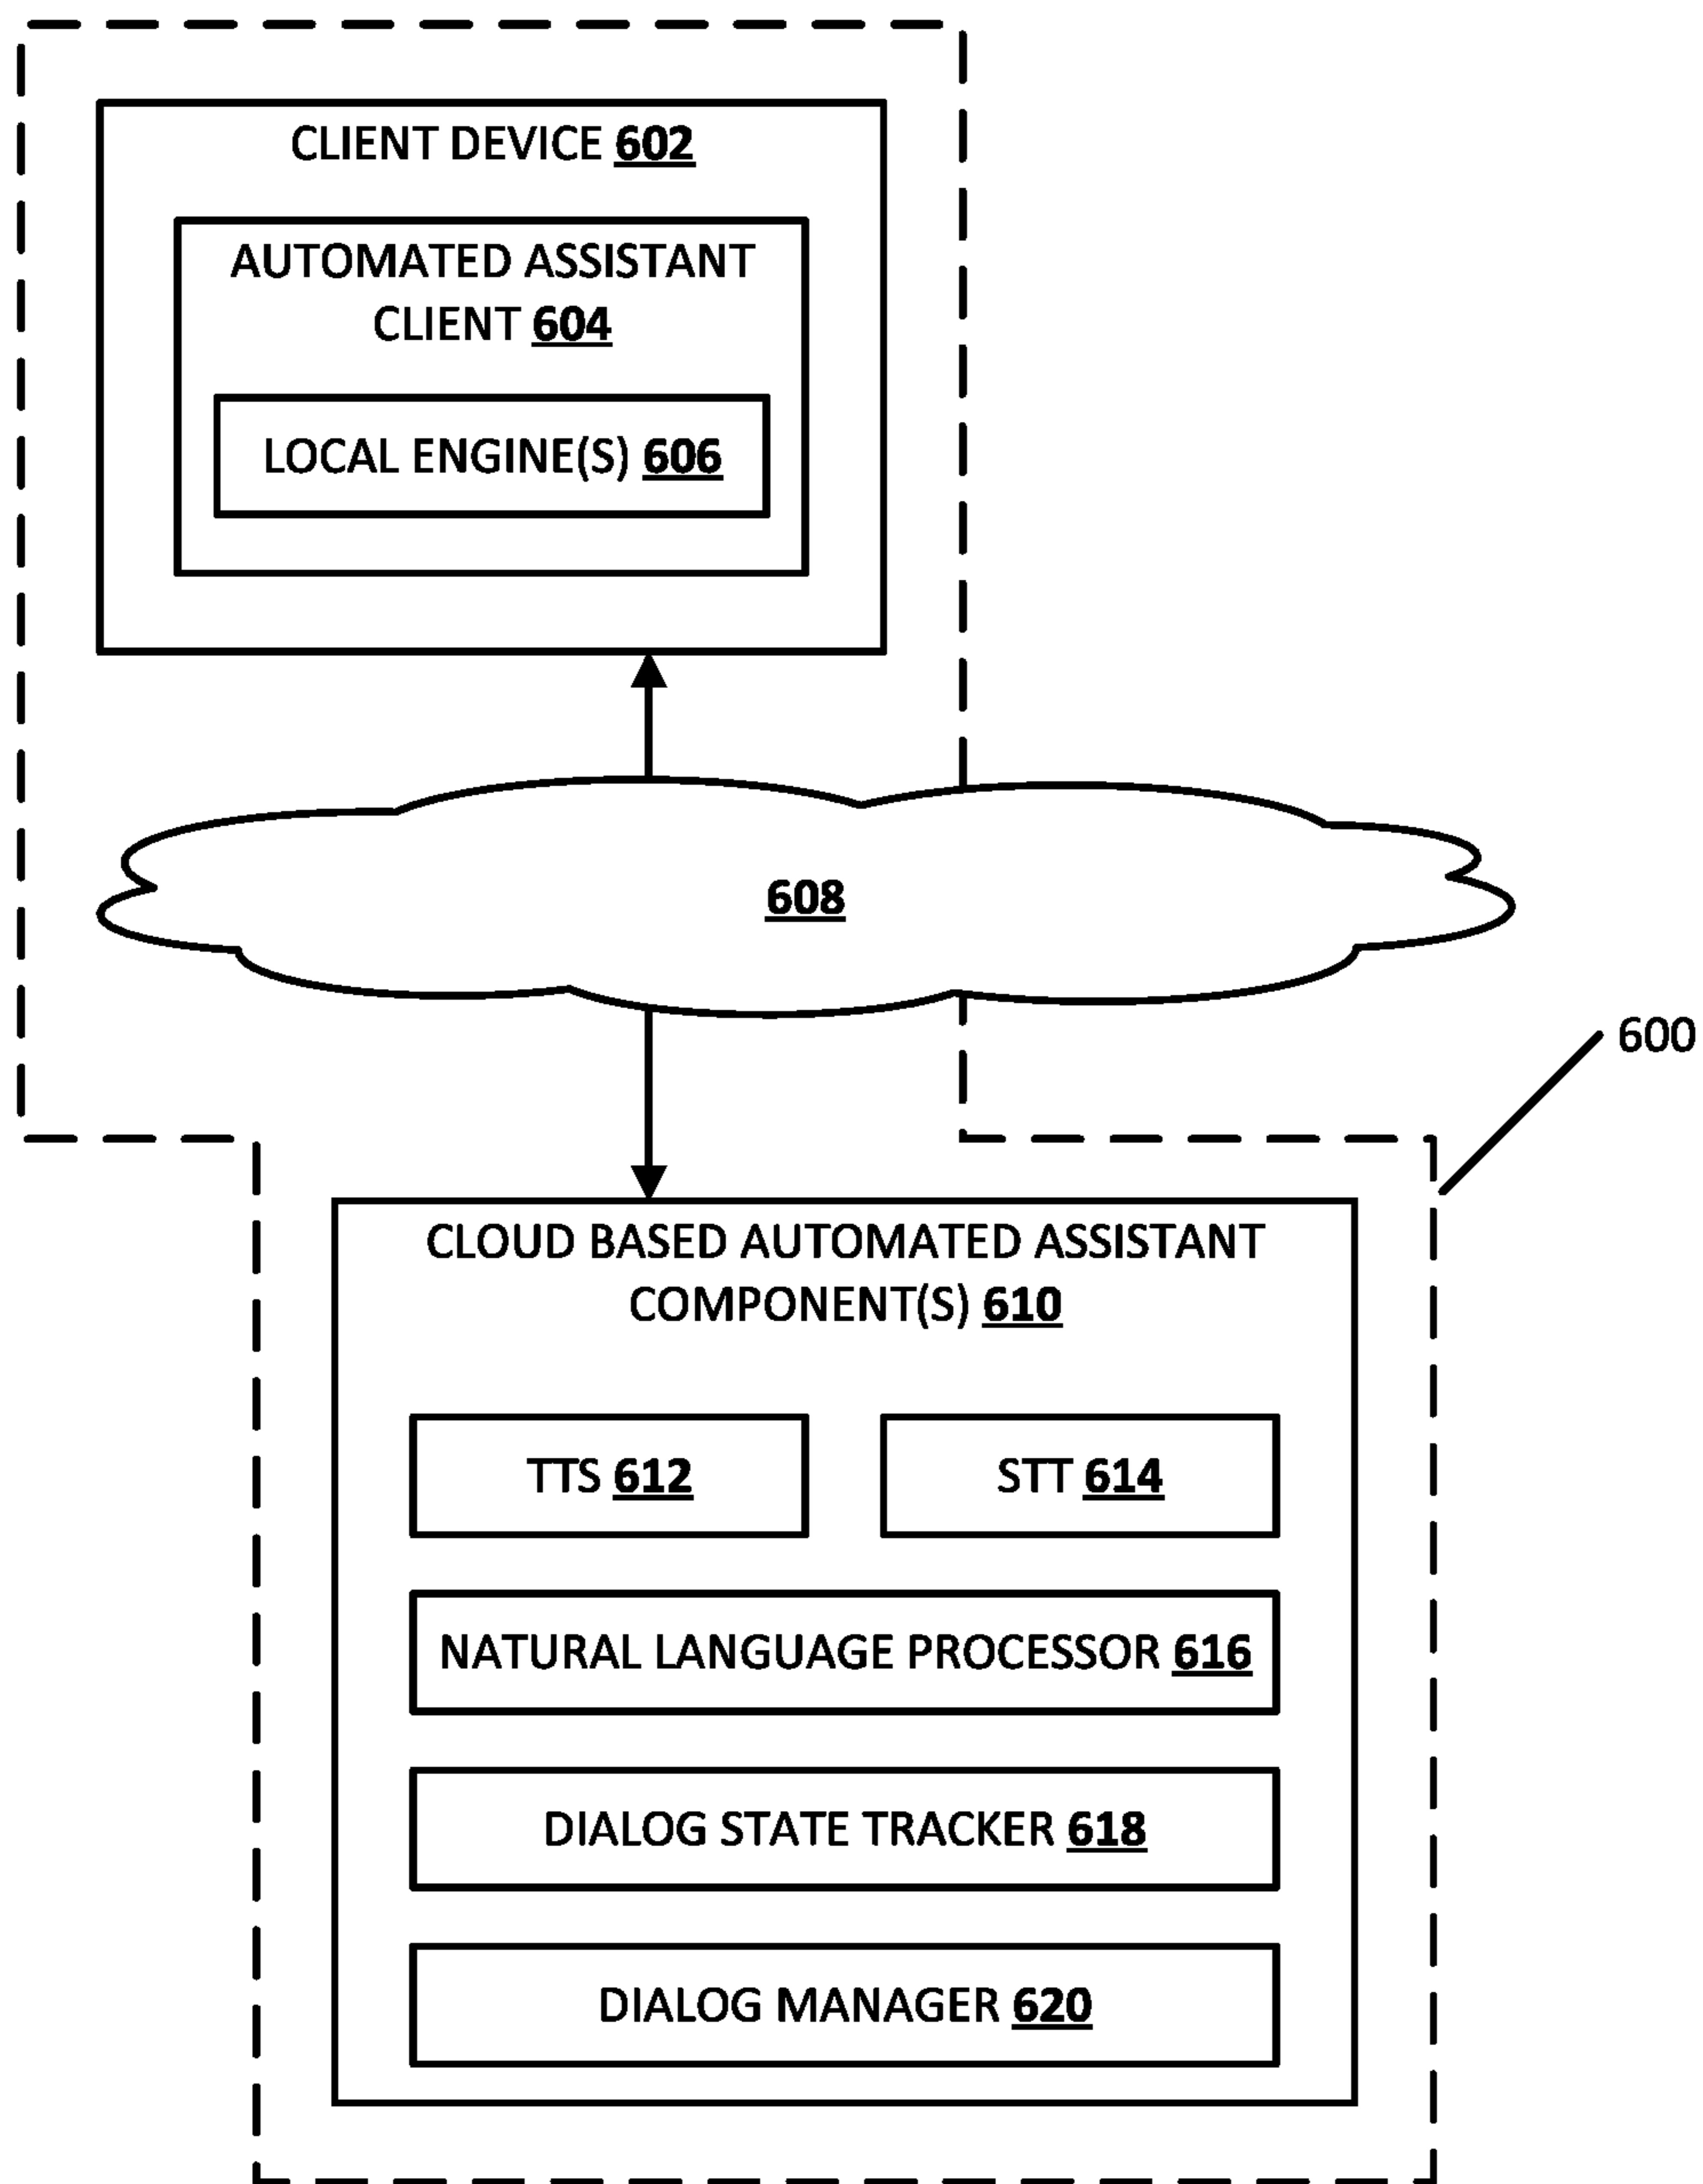 CLIENT DEVICE 602
AUTOMATED ASSISTANT
CLIENT 604
LOCAL ENGINE(S) 606
608
600
CLOUD BASED AUTOMATED ASSISTANT
COMPONENT(S) 610
TTS 612
STT 614
NATURAL LANGUAGE PROCESSOR 616
DIALOG STATE TRACKER 618
DIALOG MANAGER 620